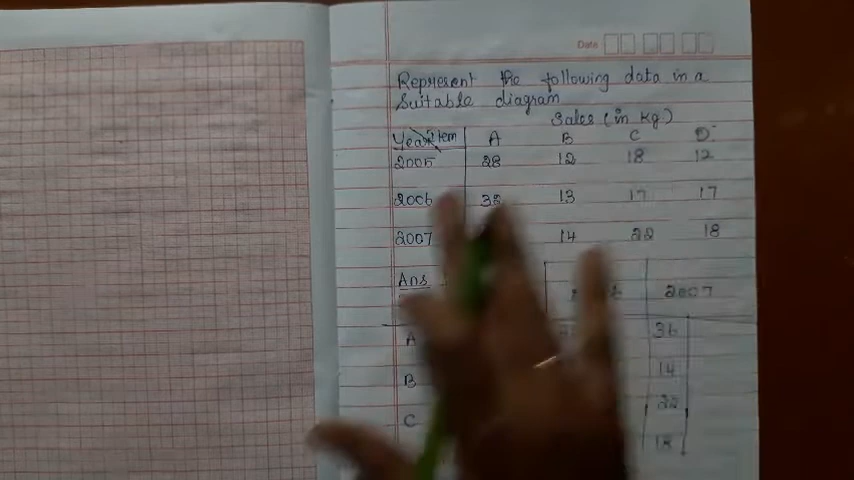 Date
Represent the following data in a
Suitable diagram
Sales (in Kg)
Year Item A B C D
2005 28 12 18 12
2006 13 17 17
2007 14 22 18
Ans
2007
A 36
B 14
C 22
18